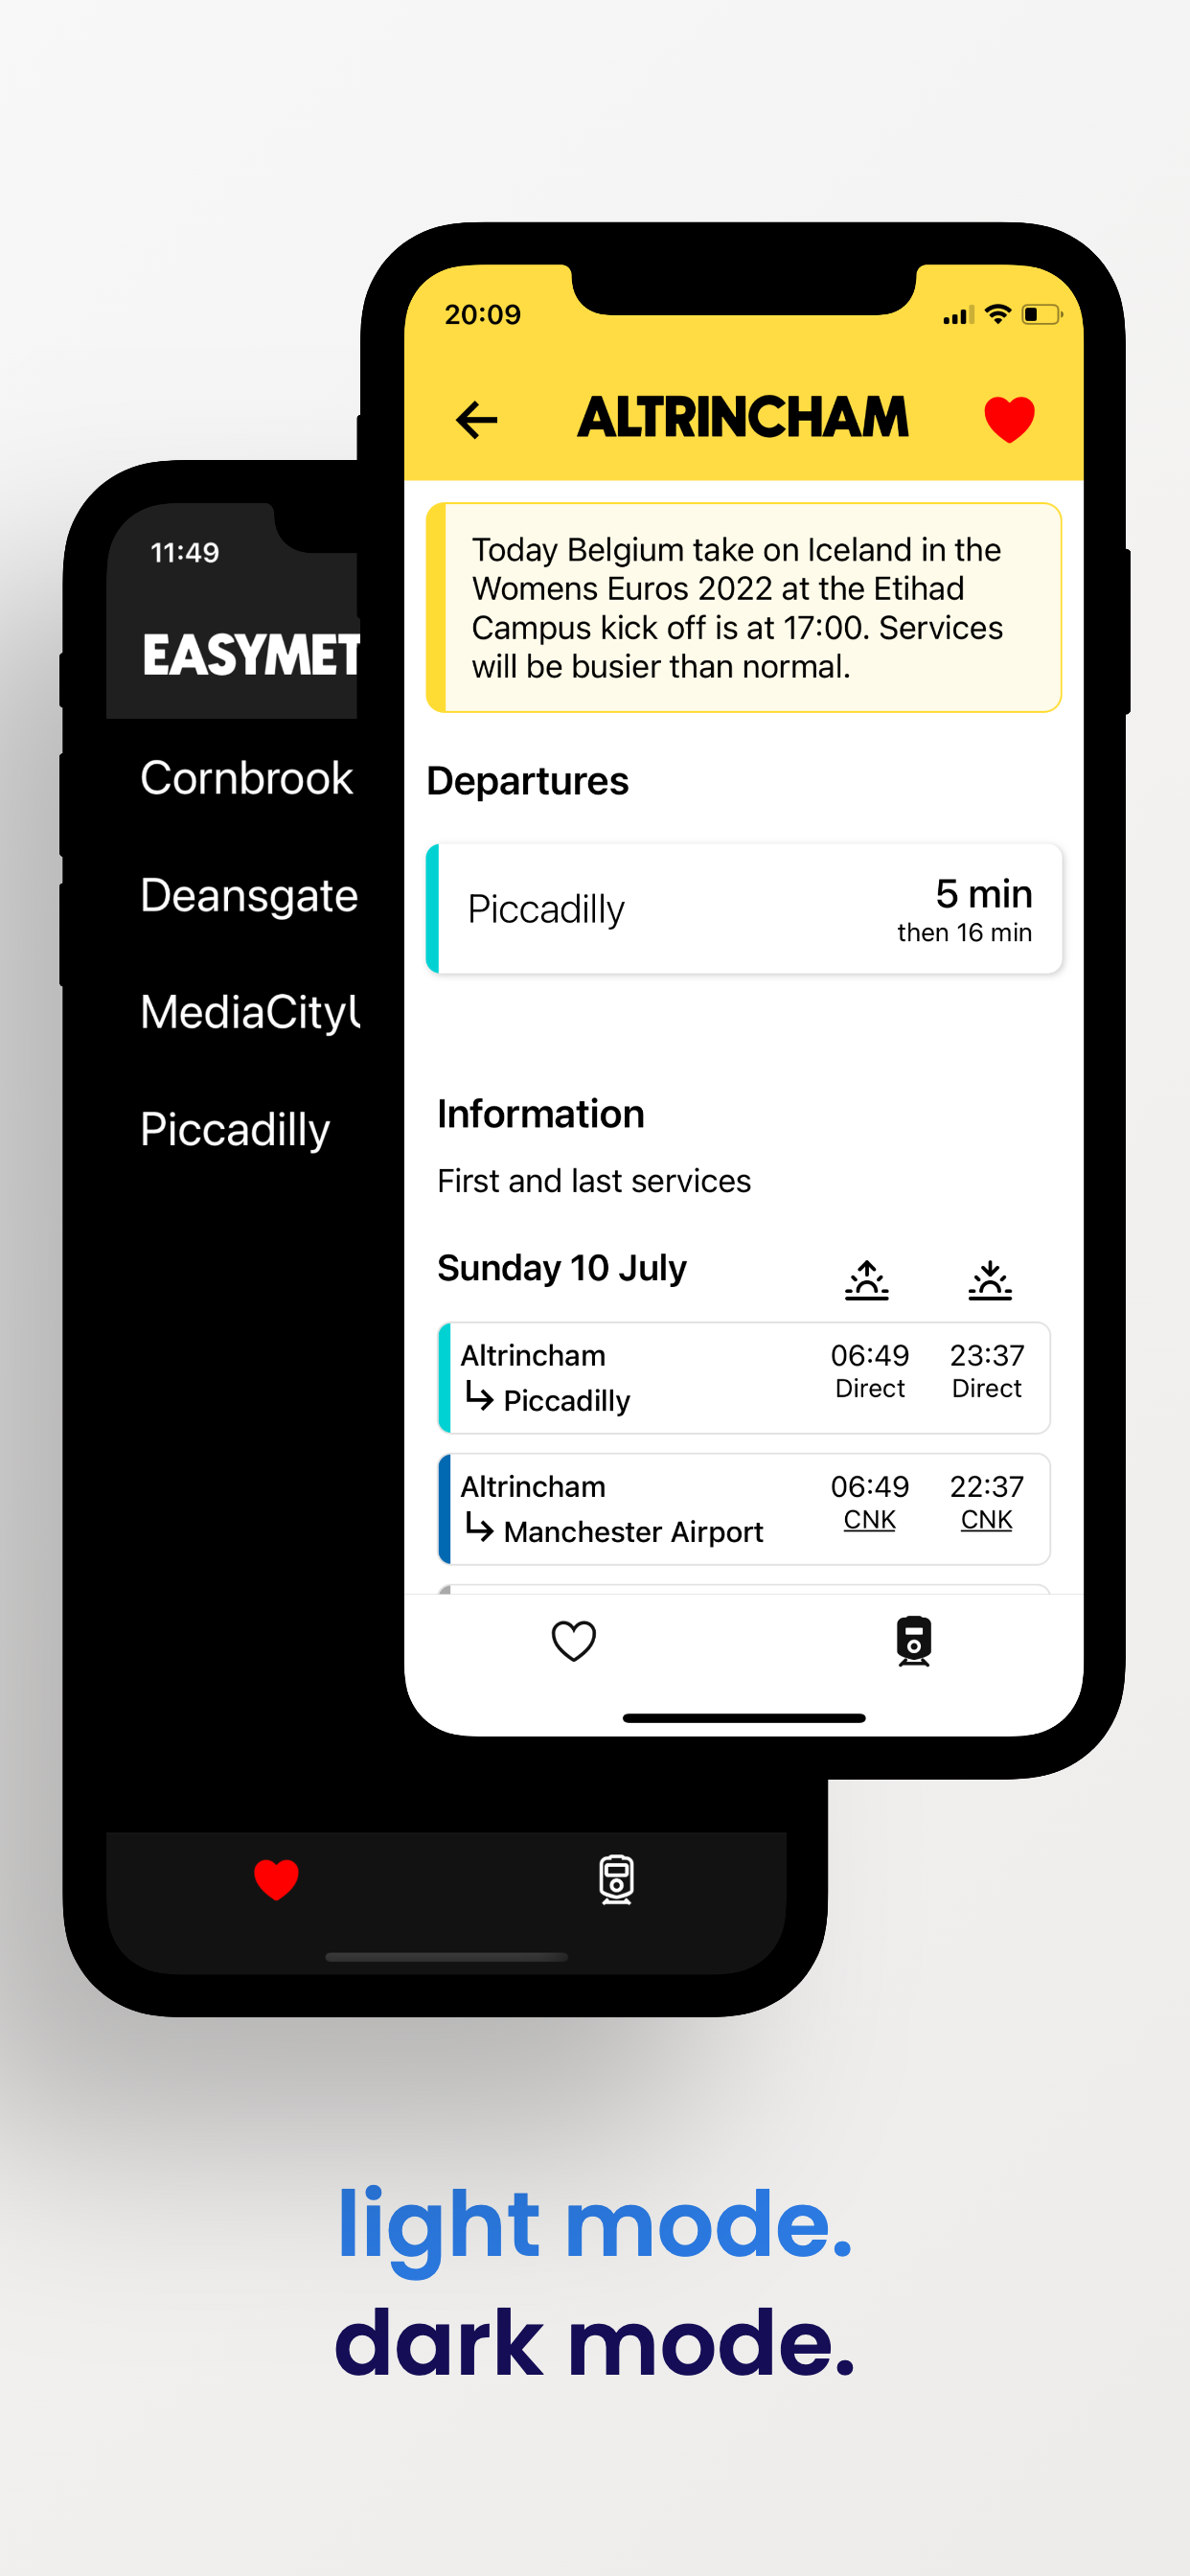 20:09
ALTRINCHAM
Today Belgium take on Iceland in the
Womens Euros 2022 at the Etihad
Campus kick off is at 17:00. Services
will be busier than normal.
Departures
Piccadilly
5 min
then 16 min
Information
First and last services
Sunday 10 July
Altrincham
Piccadilly
06:49
Direct
23:37
Direct
Altrincham
Manchester Airport
06:49
CNK
22:37
CNK
11:49
EASYMET
Cornbrook
Deansgate
MediaCityU
Piccadilly
light mode.
dark mode.